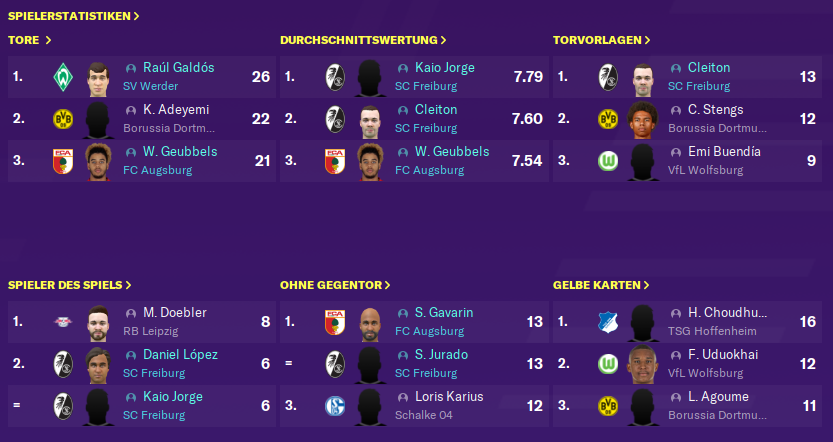 SPIELERSTATISTIKEN
TORE
1. Raúl Galdós 26
SV Werder
2. K. Adeyemi 22
Borussia Dortm...
3. W. Geubbels 21
FC Augsburg
DURCHSCHNITTSWERTUNG
1. Kaio Jorge 7.79
SC Freiburg
2. Cleiton 7.60
SC Freiburg
3. W. Geubbels 7.54
FC Augsburg
TORVORLAGEN
1. Cleiton 13
SC Freiburg
2. C. Stengs 12
Borussia Dortmu...
3. Emi Buendía 9
VfL Wolfsburg
SPIELER DES SPIELS
1. M. Doebler 8
RB Leipzig
2. Daniel López 6
SC Freiburg
= Kaio Jorge 6
SC Freiburg
OHNE GEGENTOR
1. S. Gavarin 13
FC Augsburg
= S. Jurado 13
SC Freiburg
3. Loris Karius 12
Schalke 04
GELBE KARTEN
1. H. Choudhu... 16
TSG Hoffenheim
2. F. Uduokhai 12
VfL Wolfsburg
3. L. Agoume 11
Borussia Dortmu...